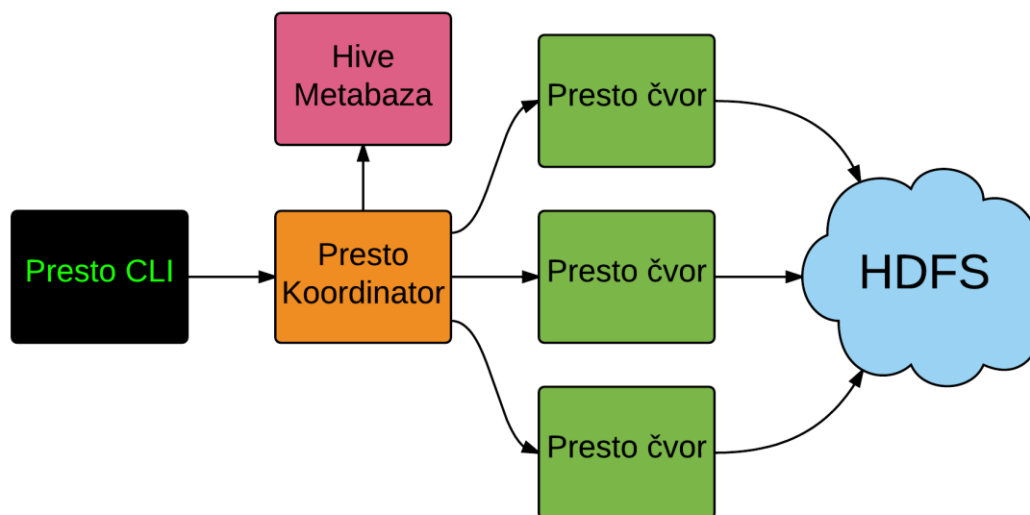 Hive
Metabaza
Presto čvor
Presto CLI
Presto
Koordinator
Presto čvor
HDFS
Presto čvor